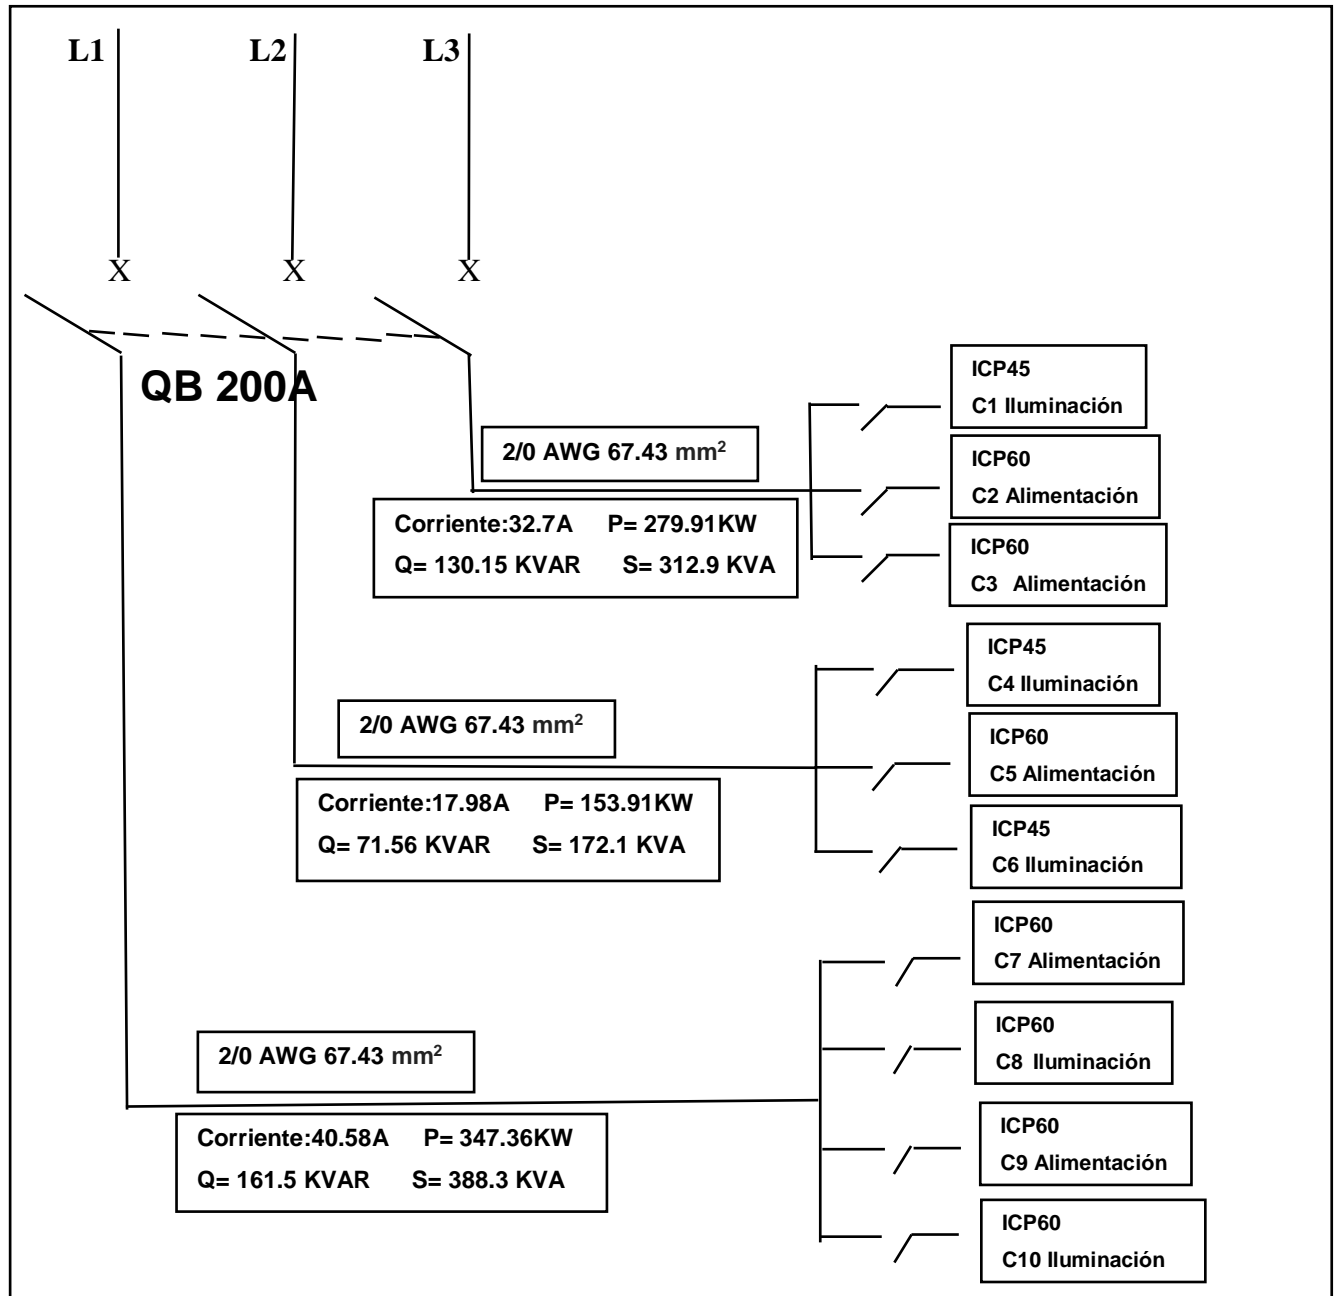 L1 L2 L3
X X X
QB 200A
2/0 AWG 67.43 mm²
Corriente:32.7A P= 279.91KW
Q= 130.15 KVAR S= 312.9 KVA
ICP45
C1 Iluminación
ICP60
C2 Alimentación
ICP60
C3 Alimentación
2/0 AWG 67.43 mm²
Corriente:17.98A P= 153.91KW
Q= 71.56 KVAR S= 172.1 KVA
ICP45
C4 Iluminación
ICP60
C5 Alimentación
ICP45
C6 Iluminación
2/0 AWG 67.43 mm²
Corriente:40.58A P= 347.36KW
Q= 161.5 KVAR S= 388.3 KVA
ICP60
C7 Alimentación
ICP60
C8 Iluminación
ICP60
C9 Alimentación
ICP60
C10 Iluminación